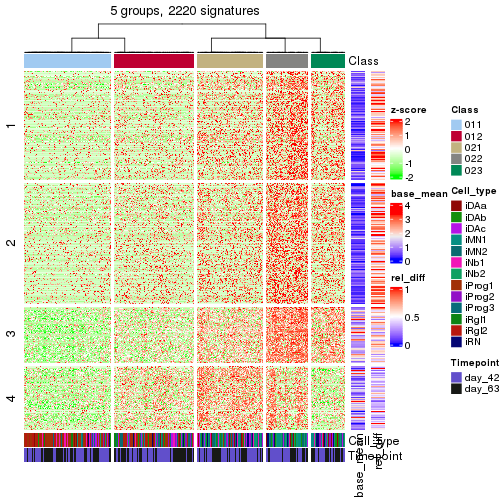 5 groups, 2220 signatures
Class
1
2
3
4
Cell_type
Timepoint
base_mean
rel_diff
z-score
2
1
0
-1
-2
base_mean
4
3
2
1
0
rel_diff
1
0.5
0
Class
011
012
021
022
023
Cell_type
iDAa
iDAb
iDAc
iMN1
iMN2
iNb1
iNb2
iProg1
iProg2
iProg3
iRgl1
iRgl2
iRN
Timepoint
day_42
day_63